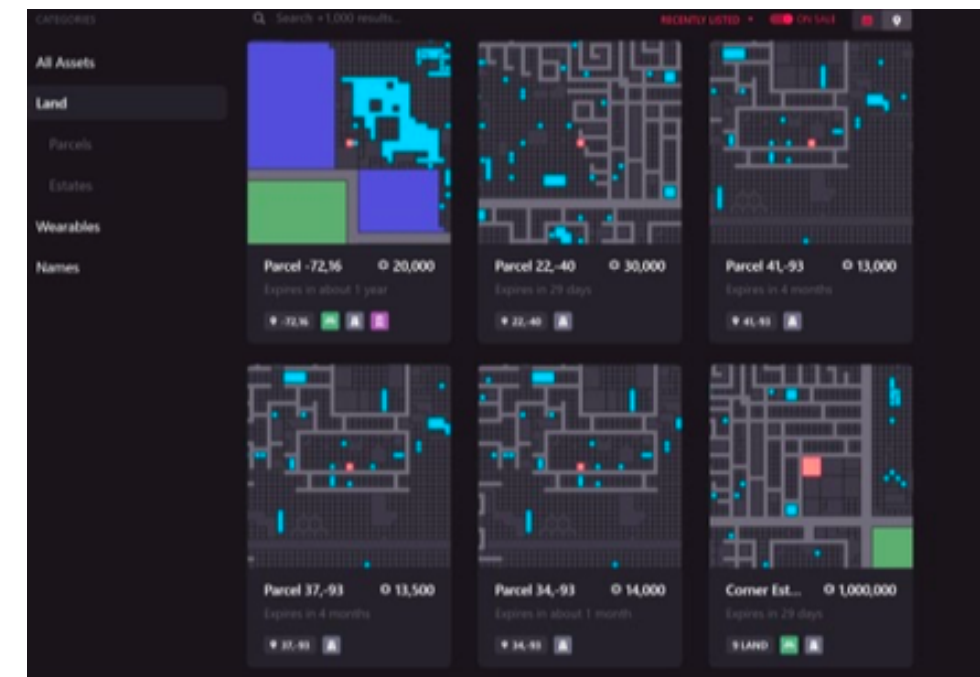 CATEGORIES
Search +1,000 results...
RECENTLY LISTED
ON SALE
All Assets
Land
Parcels
Estates
Wearables
Names
Parcel -72,16 20,000
Expires in about 1 year
-72,16
Parcel 22,-40 30,000
Expires in 29 days
22,-40
Parcel 41,-93 13,000
Expires in 4 months
41,-93
Parcel 37,-93 13,500
Expires in 4 months
37,-93
Parcel 34,-93 14,000
Expires in about 1 month
34,-93
Corner Est... 1,000,000
Expires in 29 days
9 LAND